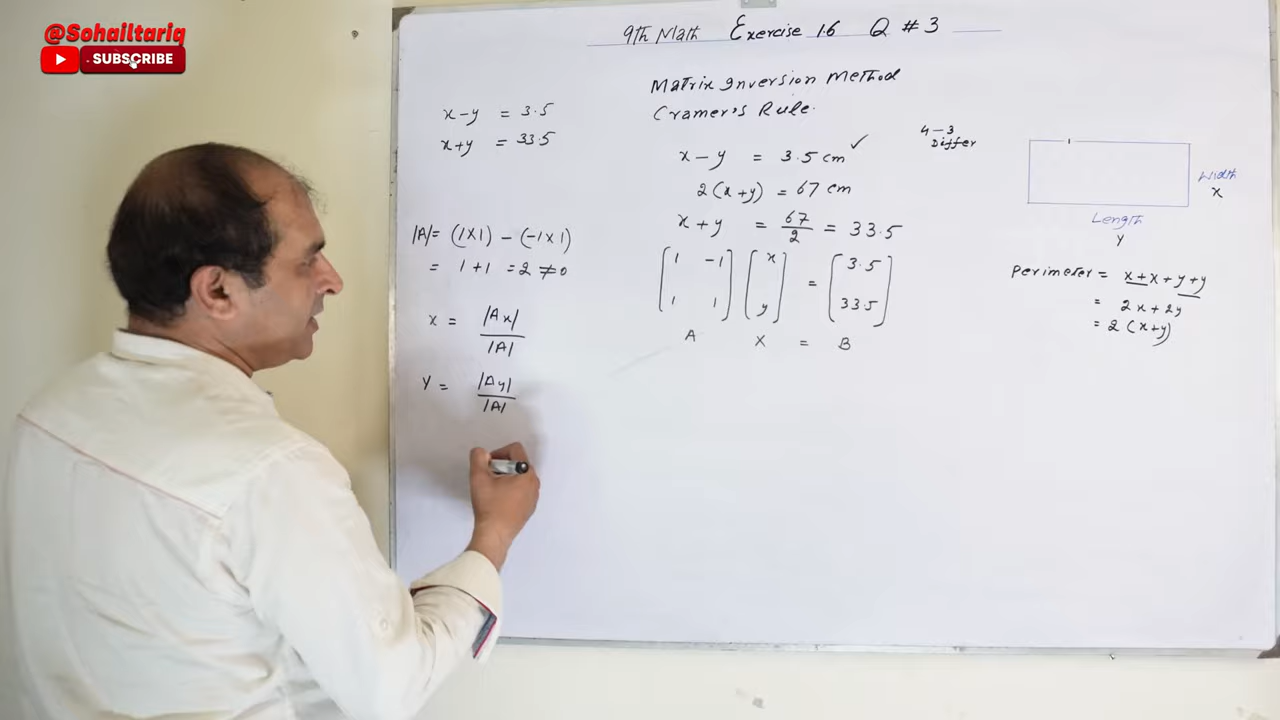 @Sohailtariq
SUBSCRIBE
9th Math Exercise 1.6 Q # 3
Matrix Inversion Method
Cramer's Rule.
x-y = 3.5
x+y = 33.5
|A|= (1×1) - (-1×1)
= 1+1 = 2 ≠ 0
x = |Ax| / |A|
y = |Ay| / |A|
x - y = 3.5 cm ✓
2(x+y) = 67 cm
x + y = 67/2 = 33.5
[1 -1] [x] = [3.5]
[1 1] [y] [33.5]
A X = B
4-3
Differ
Width
x
Length
y
Perimeter = x+x+y+y
= 2x+2y
= 2(x+y)